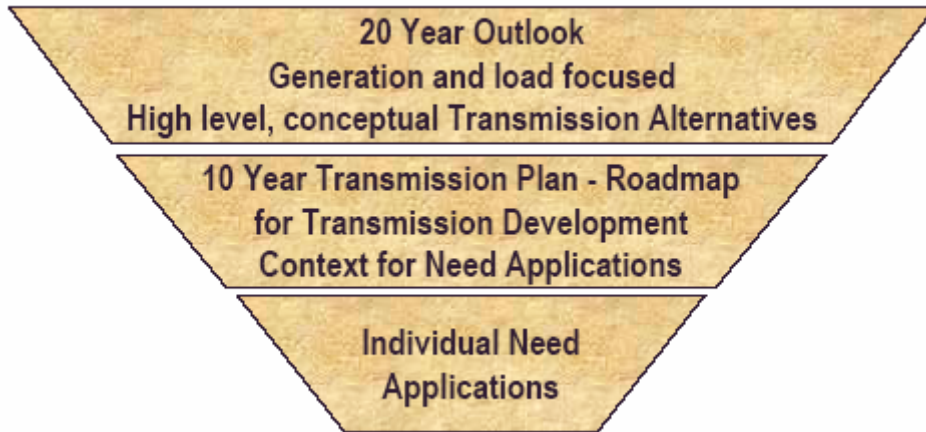 20 Year Outlook
Generation and load focused
High level, conceptual Transmission Alternatives
10 Year Transmission Plan - Roadmap
for Transmission Development
Context for Need Applications
Individual Need
Applications